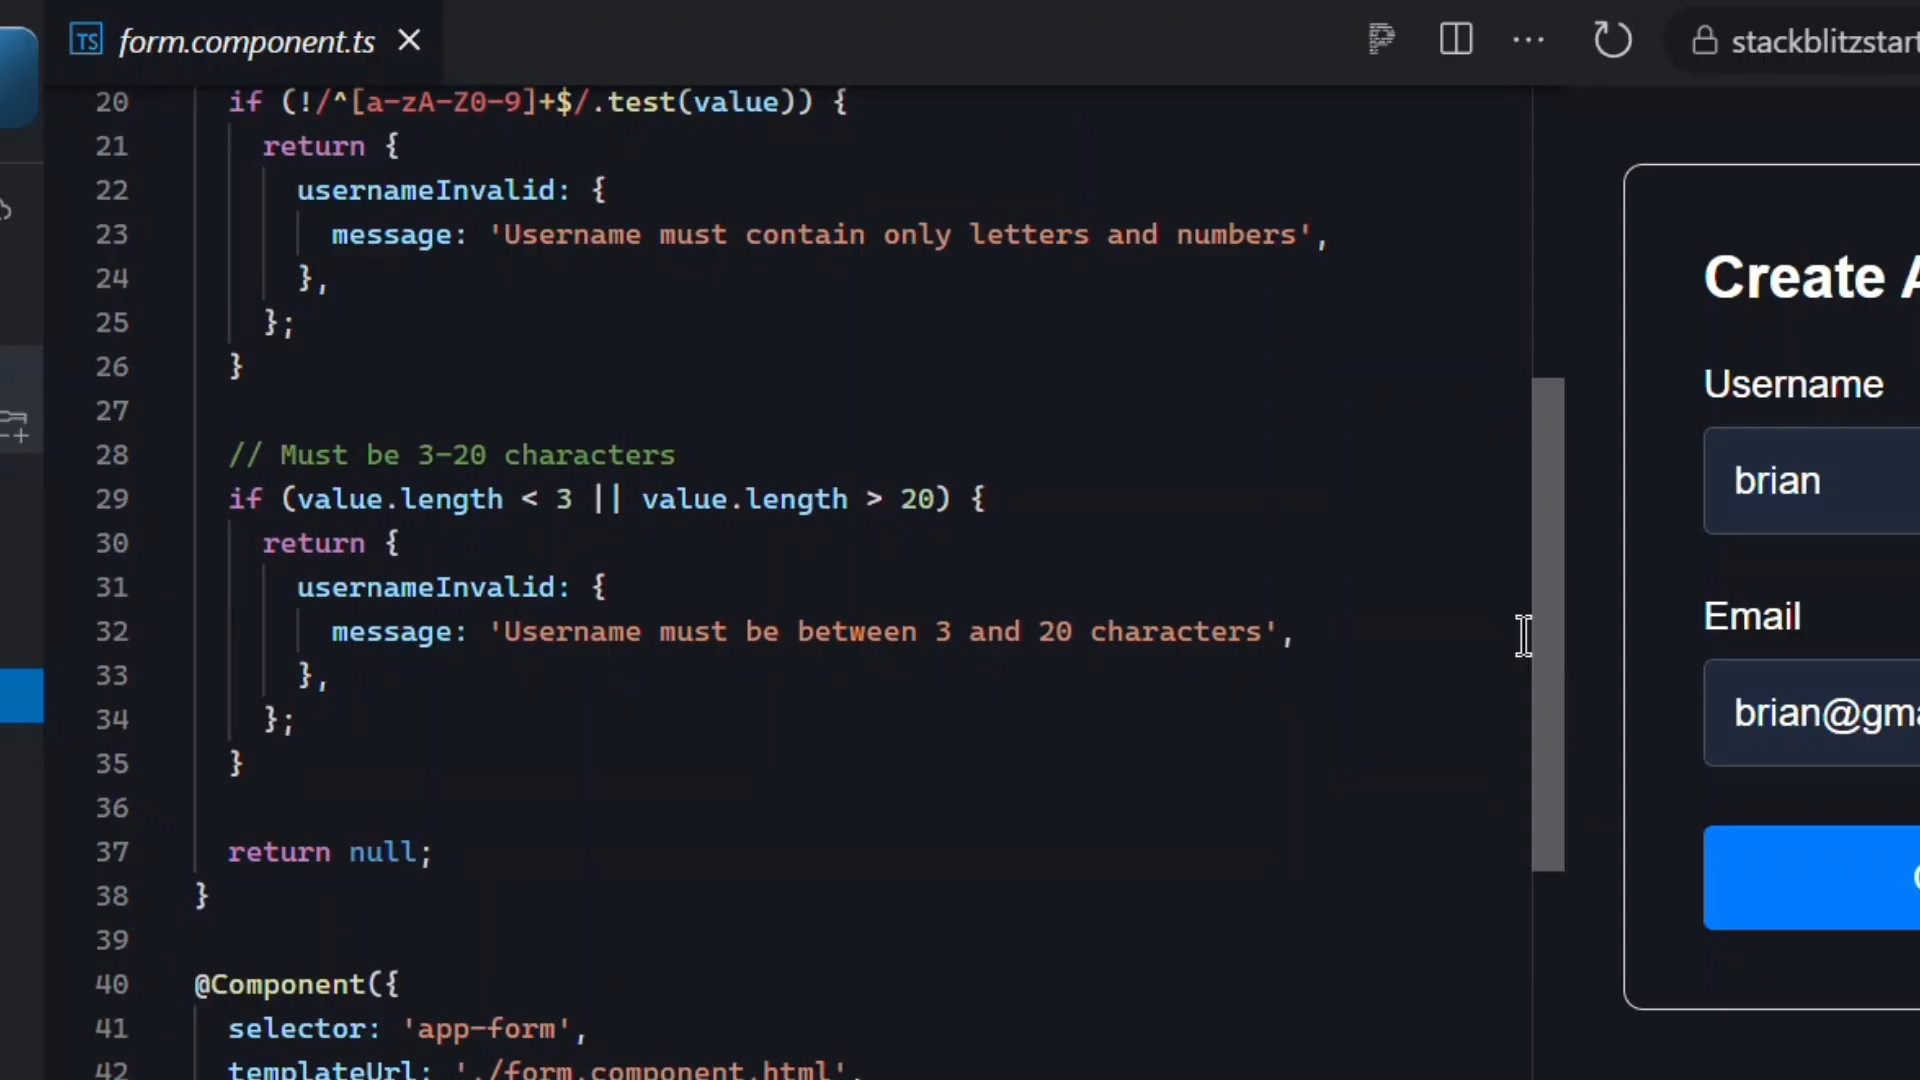 TS form.component.ts ×
stackblitzstart
20 if (!/^[a-zA-Z0-9]+$/.test(value)) {
21 return {
22 usernameInvalid: {
23 message: 'Username must contain only letters and numbers',
24 },
25 };
26 }
27
28 // Must be 3-20 characters
29 if (value.length < 3 || value.length > 20) {
30 return {
31 usernameInvalid: {
32 message: 'Username must be between 3 and 20 characters',
33 },
34 };
35 }
36
37 return null;
38 }
39
40 @Component({
41 selector: 'app-form',
42 templateUrl: './form.component.html',
Create A
Username
brian
Email
brian@gma